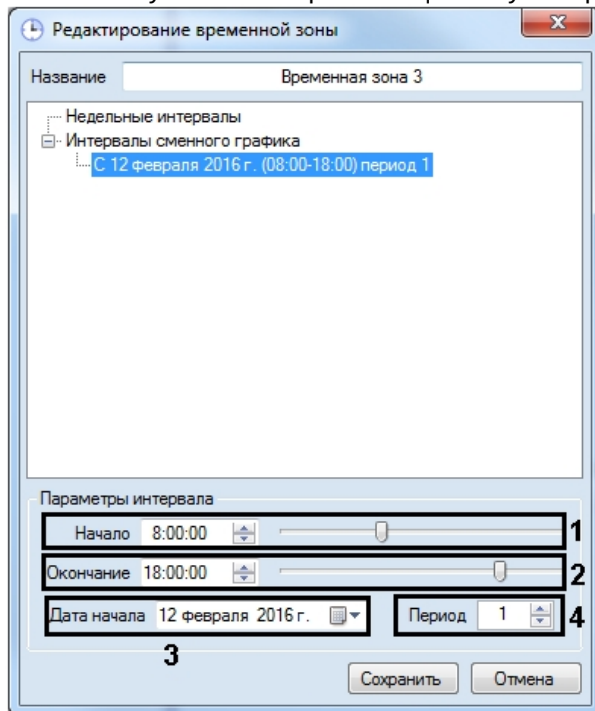 Редактирование временной зоны
Название Временная зона 3
Недельные интервалы
Интервалы сменного графика
С 12 февраля 2016 г. (08:00-18:00) период 1
Параметры интервала
Начало 8:00:00 1
Окончание 18:00:00 2
Дата начала 12 февраля 2016 г. Период 1 4
3
Сохранить Отмена